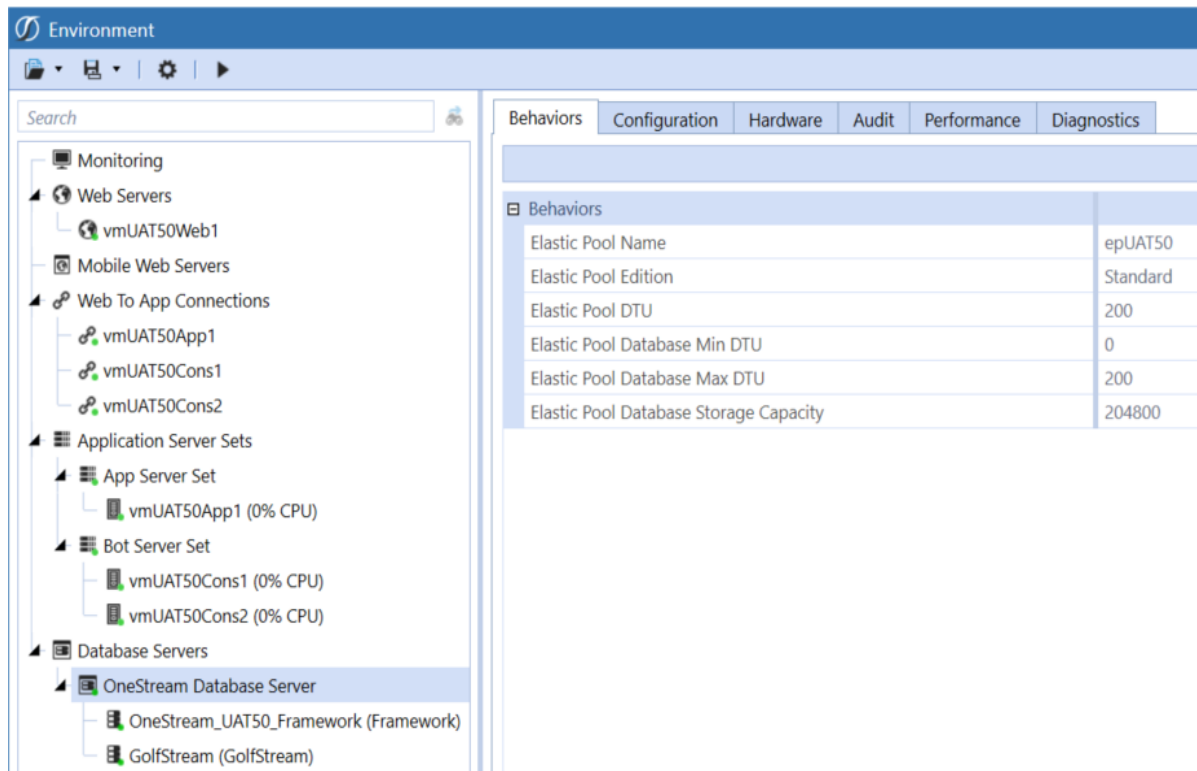 Environment
Search
Monitoring
Web Servers
vmUAT50Web1
Mobile Web Servers
Web To App Connections
vmUAT50App1
vmUAT50Cons1
vmUAT50Cons2
Application Server Sets
App Server Set
vmUAT50App1 (0% CPU)
Bot Server Set
vmUAT50Cons1 (0% CPU)
vmUAT50Cons2 (0% CPU)
Database Servers
OneStream Database Server
OneStream_UAT50_Framework (Framework)
GolfStream (GolfStream)
Behaviors Configuration Hardware Audit Performance Diagnostics
Behaviors
Elastic Pool Name epUAT50
Elastic Pool Edition Standard
Elastic Pool DTU 200
Elastic Pool Database Min DTU 0
Elastic Pool Database Max DTU 200
Elastic Pool Database Storage Capacity 204800